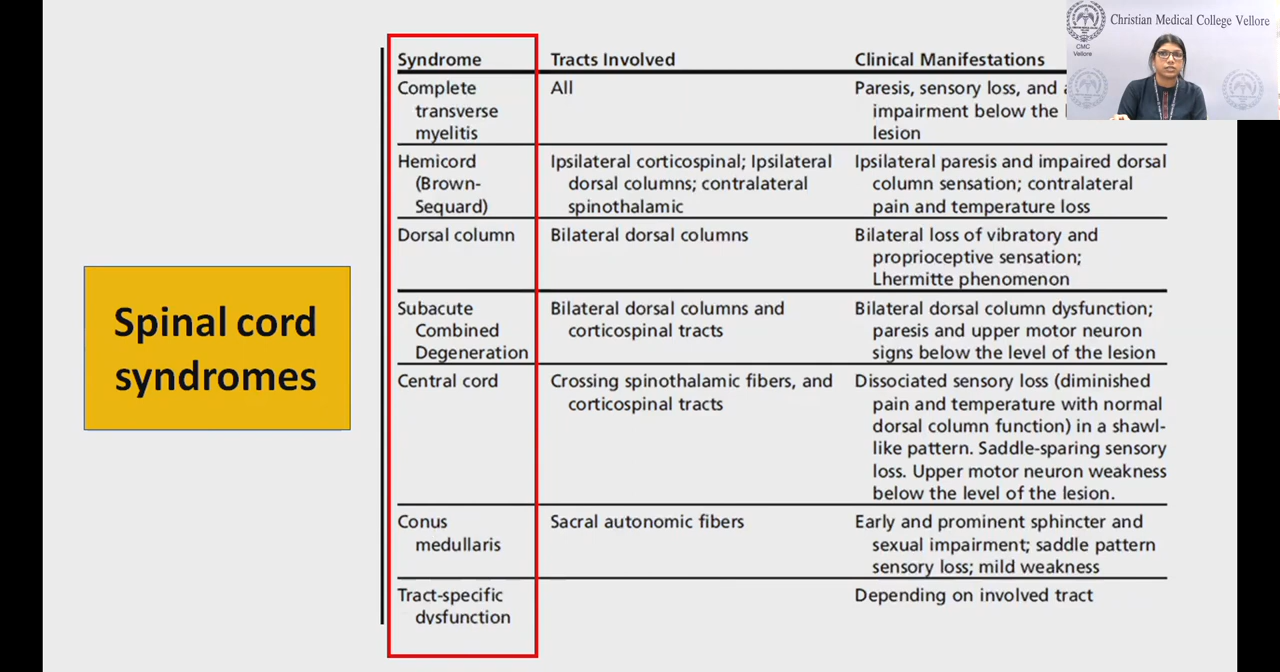 Christian Medical College Vellore
CMC
Vellore
Spinal cord
syndromes
Syndrome Tracts Involved Clinical Manifestations
Complete All Paresis, sensory loss, and
transverse impairment below the
myelitis lesion
Hemicord Ipsilateral corticospinal; Ipsilateral Ipsilateral paresis and impaired dorsal
(Brown- dorsal columns; contralateral column sensation; contralateral
Sequard) spinothalamic pain and temperature loss
Dorsal column Bilateral dorsal columns Bilateral loss of vibratory and
proprioceptive sensation;
Lhermitte phenomenon
Subacute Bilateral dorsal columns and Bilateral dorsal column dysfunction;
Combined corticospinal tracts paresis and upper motor neuron
Degeneration signs below the level of the lesion
Central cord Crossing spinothalamic fibers, and Dissociated sensory loss (diminished
corticospinal tracts pain and temperature with normal
dorsal column function) in a shawl-
like pattern. Saddle-sparing sensory
loss. Upper motor neuron weakness
below the level of the lesion.
Conus Sacral autonomic fibers Early and prominent sphincter and
medullaris sexual impairment; saddle pattern
sensory loss; mild weakness
Tract-specific Depending on involved tract
dysfunction